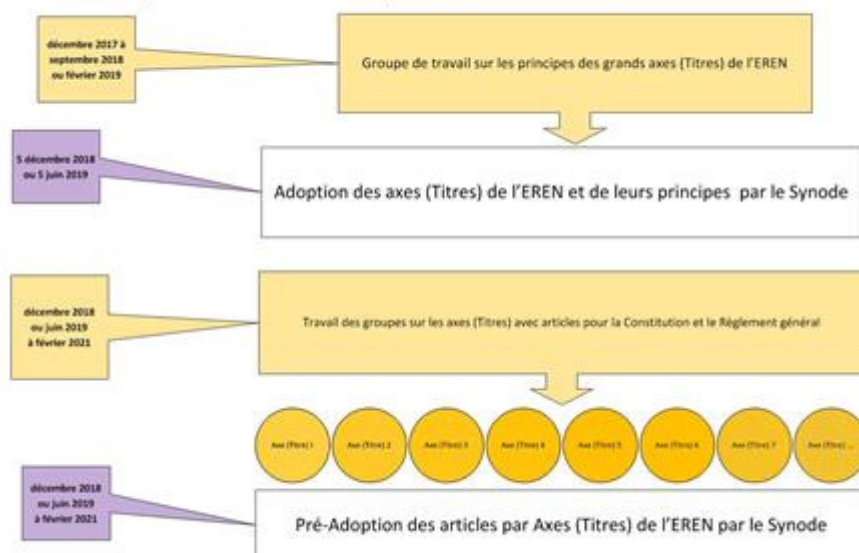 décembre 2017 à
septembre 2018
ou février 2019
Groupe de travail sur les principes des grands axes (Titres) de l'EREN
5 décembre 2018
ou 5 juin 2019
Adoption des axes (Titres) de l'EREN et de leurs principes par le Synode
décembre 2018
ou juin 2019
à février 2021
Travail des groupes sur les axes (Titres) avec articles pour la Constitution et le Règlement général
Axe (Titre) 1
Axe (Titre) 2
Axe (Titre) 3
Axe (Titre) 4
Axe (Titre) 5
Axe (Titre) 6
Axe (Titre) 7
Axe (Titre) ...
décembre 2018
ou juin 2019
à février 2021
Pré-Adoption des articles par Axes (Titres) de l'EREN par le Synode